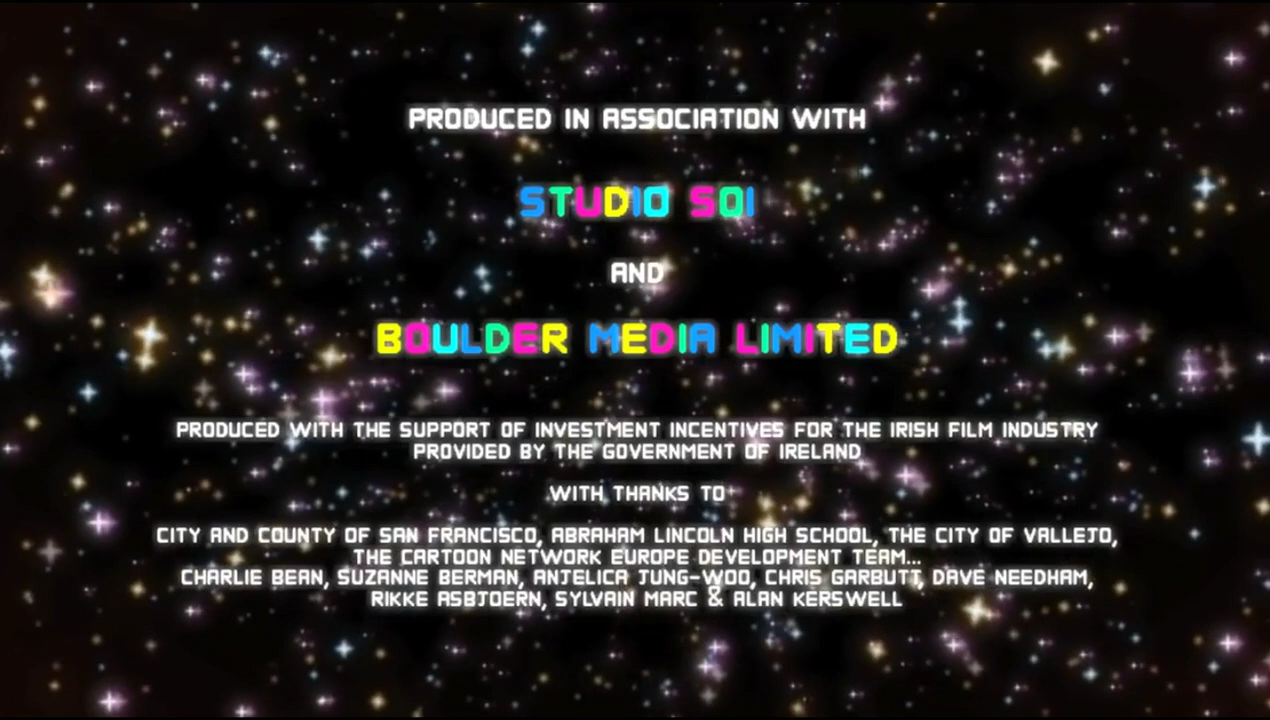 PRODUCED IN ASSOCIATION WITH
STUDIO SOI
AND
BOULDER MEDIA LIMITED
PRODUCED WITH THE SUPPORT OF INVESTMENT INCENTIVES FOR THE IRISH FILM INDUSTRY
PROVIDED BY THE GOVERNMENT OF IRELAND
WITH THANKS TO
CITY AND COUNTY OF SAN FRANCISCO, ABRAHAM LINCOLN HIGH SCHOOL, THE CITY OF VALLEJO,
THE CARTOON NETWORK EUROPE DEVELOPMENT TEAM...
CHARLIE BEAN, SUZANNE BERMAN, ANJELICA JUNG-WOO, CHRIS GARBUTT, DAVE NEEDHAM,
RIKKE ASBJOERN, SYLVAIN MARC & ALAN KERSWELL